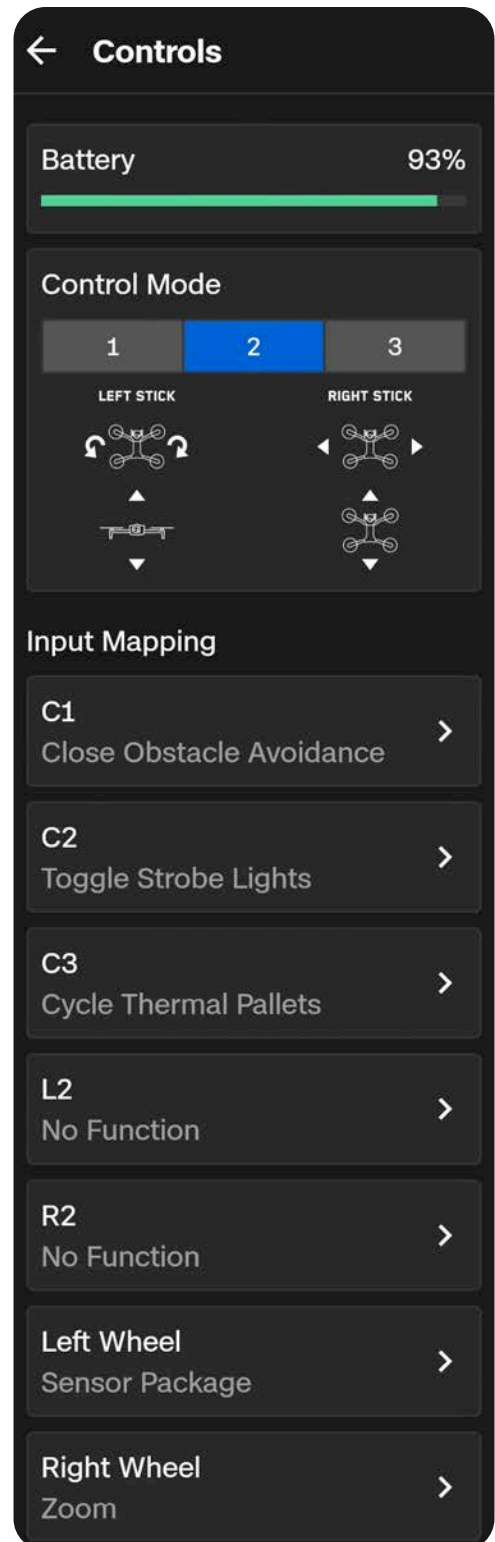 Controls
Battery 93%
Control Mode
1 2 3
LEFT STICK RIGHT STICK
Input Mapping
C1
Close Obstacle Avoidance
C2
Toggle Strobe Lights
C3
Cycle Thermal Pallets
L2
No Function
R2
No Function
Left Wheel
Sensor Package
Right Wheel
Zoom